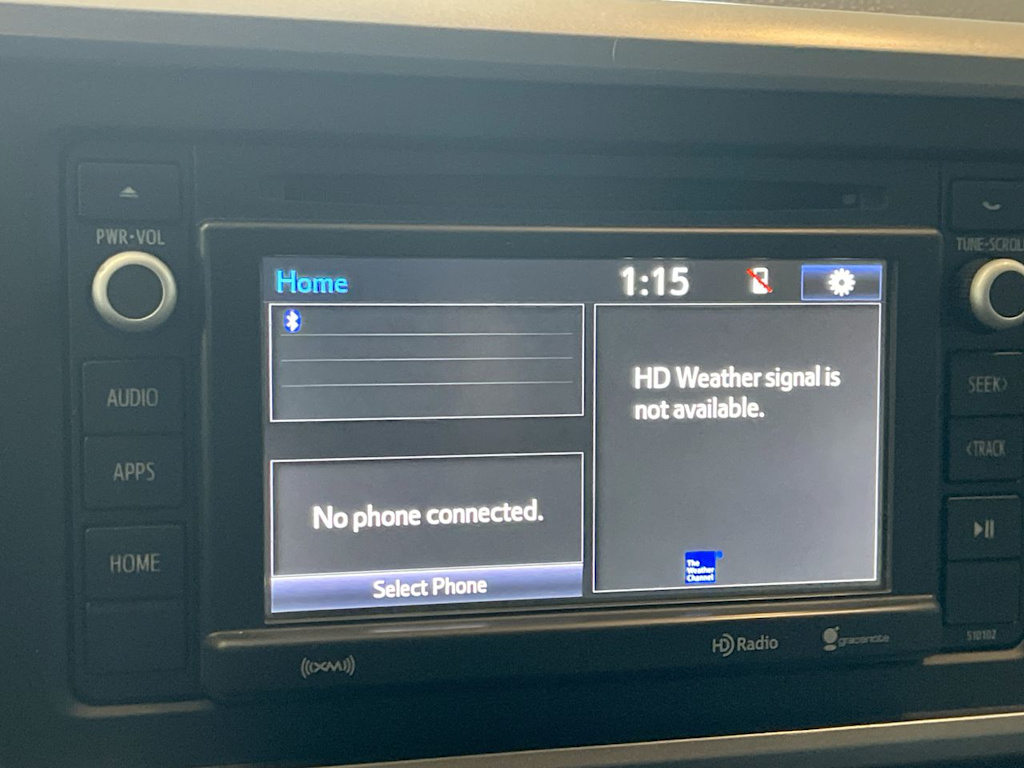 PWR•VOL
TUNE•SCROLL
Home
1:15
AUDIO
APPS
HOME
SEEK>
<TRACK
HD Weather signal is
not available.
No phone connected.
Select Phone
The
Weather
Channel
((XM))
HD Radio
gracenote
510102